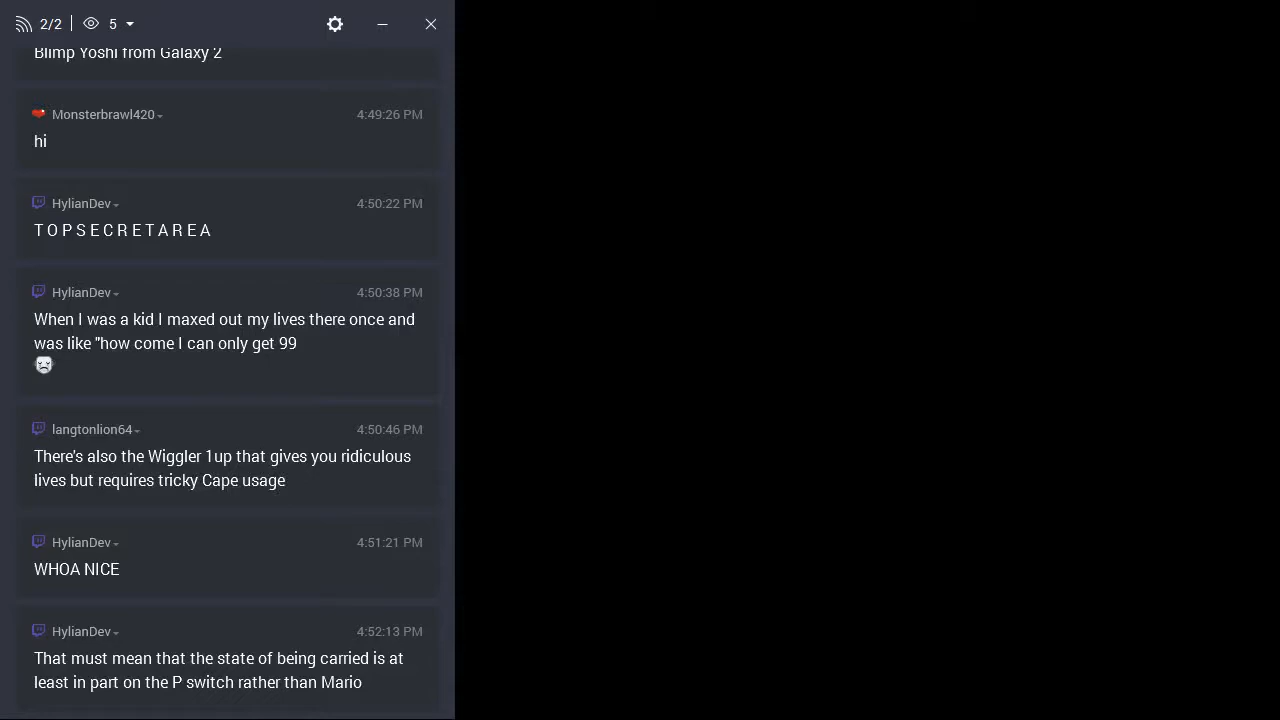 2/2 5
Blimp Yoshi from Galaxy 2
Monsterbrawl420 4:49:26 PM
hi
HylianDev 4:50:22 PM
T O P S E C R E T A R E A
HylianDev 4:50:38 PM
When I was a kid I maxed out my lives there once and
was like "how come I can only get 99
langtonlion64 4:50:46 PM
There's also the Wiggler 1up that gives you ridiculous
lives but requires tricky Cape usage
HylianDev 4:51:21 PM
WHOA NICE
HylianDev 4:52:13 PM
That must mean that the state of being carried is at
least in part on the P switch rather than Mario